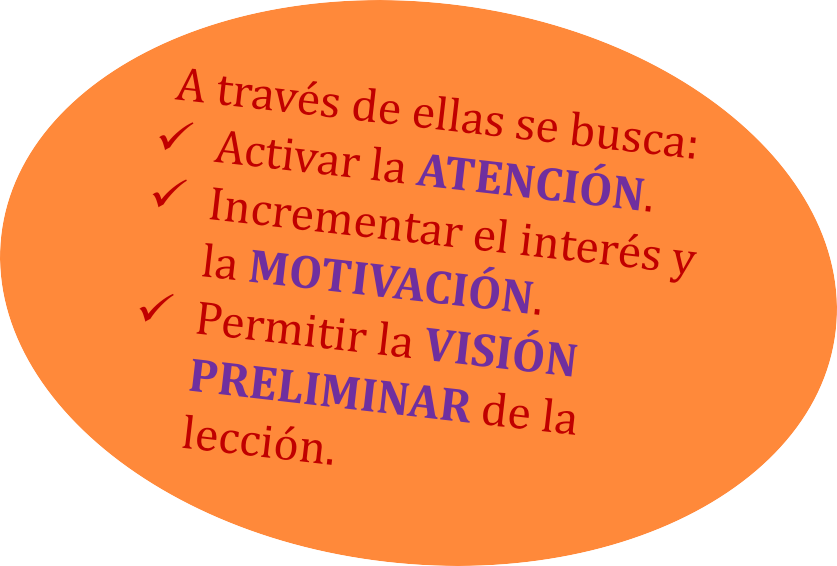 A través de ellas se busca:
✓ Activar la ATENCIÓN.
✓ Incrementar el interés y
la MOTIVACIÓN.
✓ Permitir la VISIÓN
PRELIMINAR de la
lección.